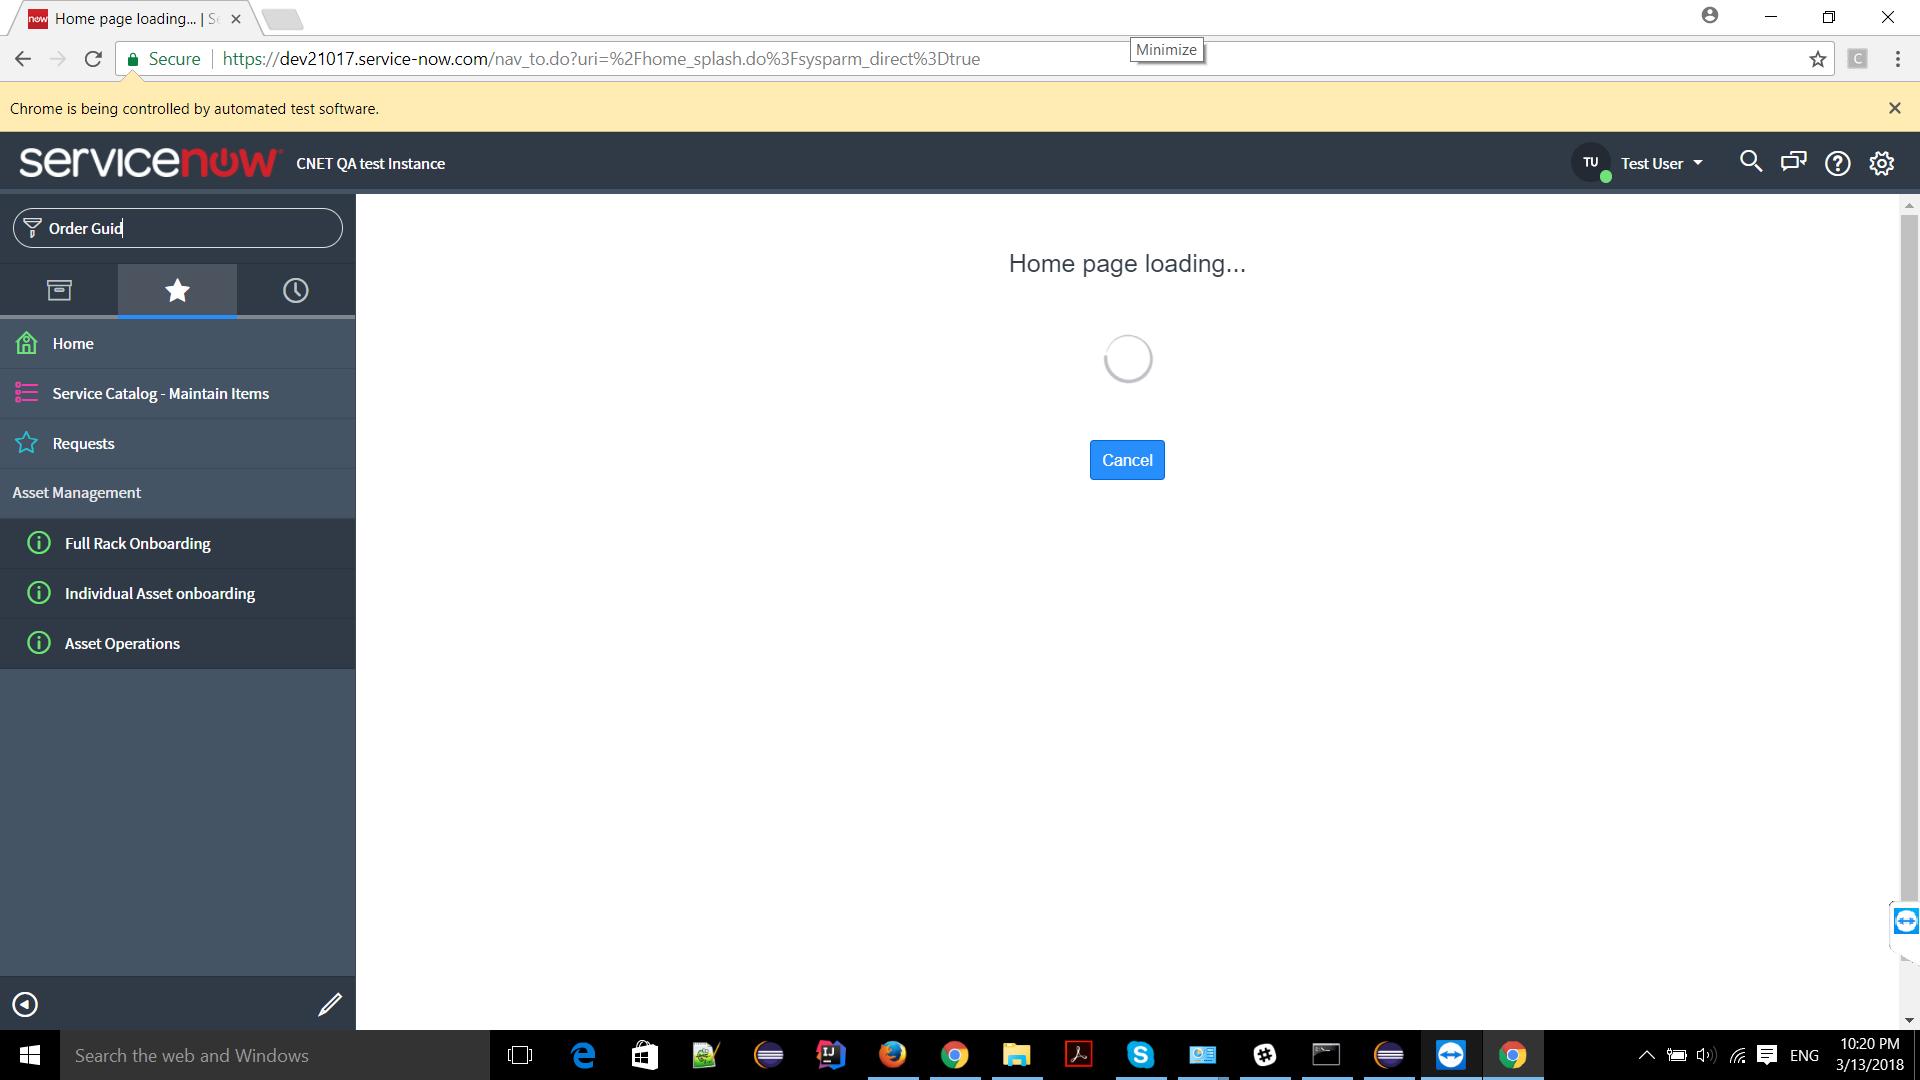 now Home page loading... | Se
Secure https://dev21017.service-now.com/nav_to.do?uri=%2Fhome_splash.do%3Fsysparm_direct%3Dtrue
Minimize
C
Chrome is being controlled by automated test software.
servicenow CNET QA test Instance
TU Test User
Order Guid
Home
Service Catalog - Maintain Items
Requests
Asset Management
Full Rack Onboarding
Individual Asset onboarding
Asset Operations
Home page loading...
Cancel
Search the web and Windows
IJ
ENG
10:20 PM
3/13/2018